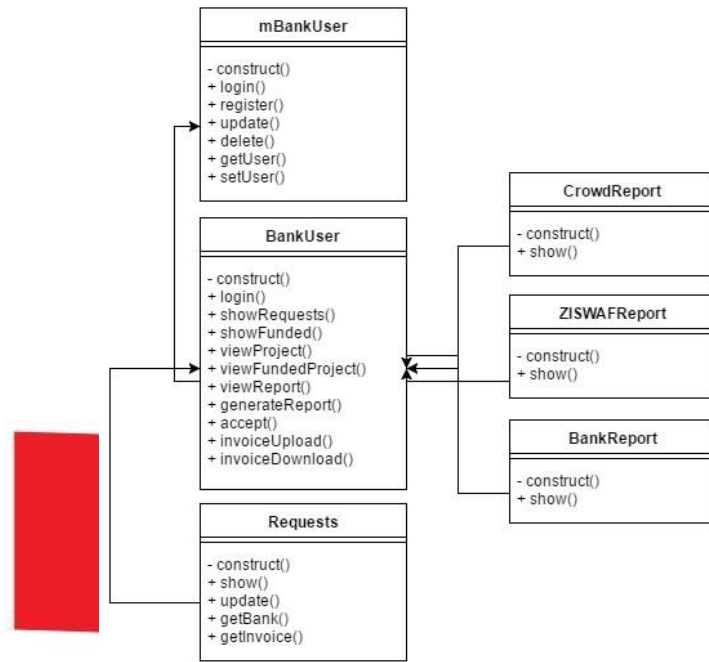 mBankUser
- construct()
+ login()
+ register()
+ update()
+ delete()
+ getUser()
+ setUser()
BankUser
- construct()
+ login()
+ showRequests()
+ showFunded()
+ viewProject()
+ viewFundedProject()
+ viewReport()
+ generateReport()
+ accept()
+ invoiceUpload()
+ invoiceDownload()
Requests
- construct()
+ show()
+ update()
+ getBank()
+ getInvoice()
CrowdReport
- construct()
+ show()
ZISWAFReport
- construct()
+ show()
BankReport
- construct()
+ show()